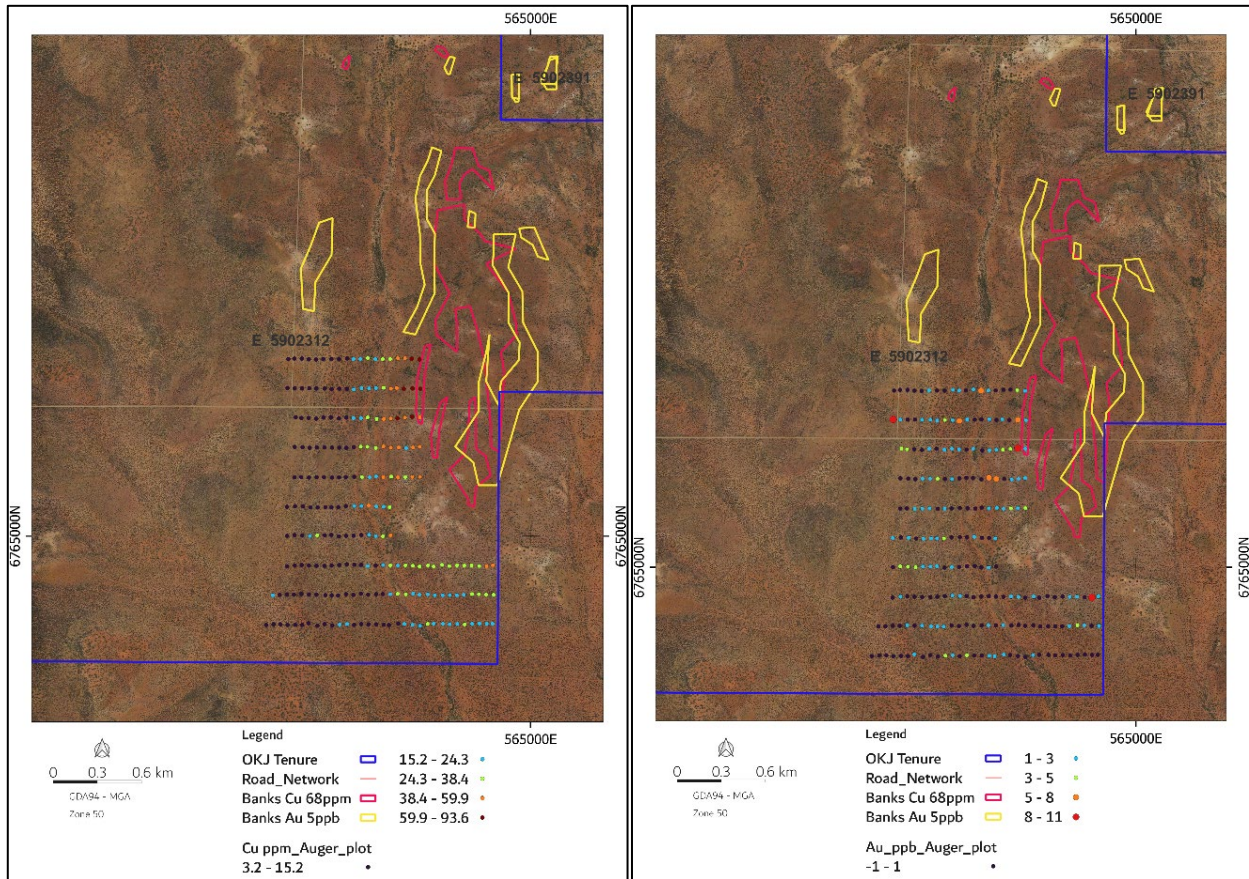 565000E
E 5902391
E 5902312
6765000N
6765000N
565000E
0 0.3 0.6 km
GDA94 - MGA
Zone 50
Legend
OKJ Tenure 15.2 - 24.3
Road_Network 24.3 - 38.4
Banks Cu 68ppm 38.4 - 59.9
Banks Au 5ppb 59.9 - 93.6
Cu ppm_Auger_plot
3.2 - 15.2
565000E
E 5902391
E 5902312
6765000N
6765000N
565000E
0 0.3 0.6 km
GDA94 - MGA
Zone 50
Legend
OKJ Tenure 1 - 3
Road_Network 3 - 5
Banks Cu 68ppm 5 - 8
Banks Au 5ppb 8 - 11
Au_ppb_Auger_plot
-1 - 1